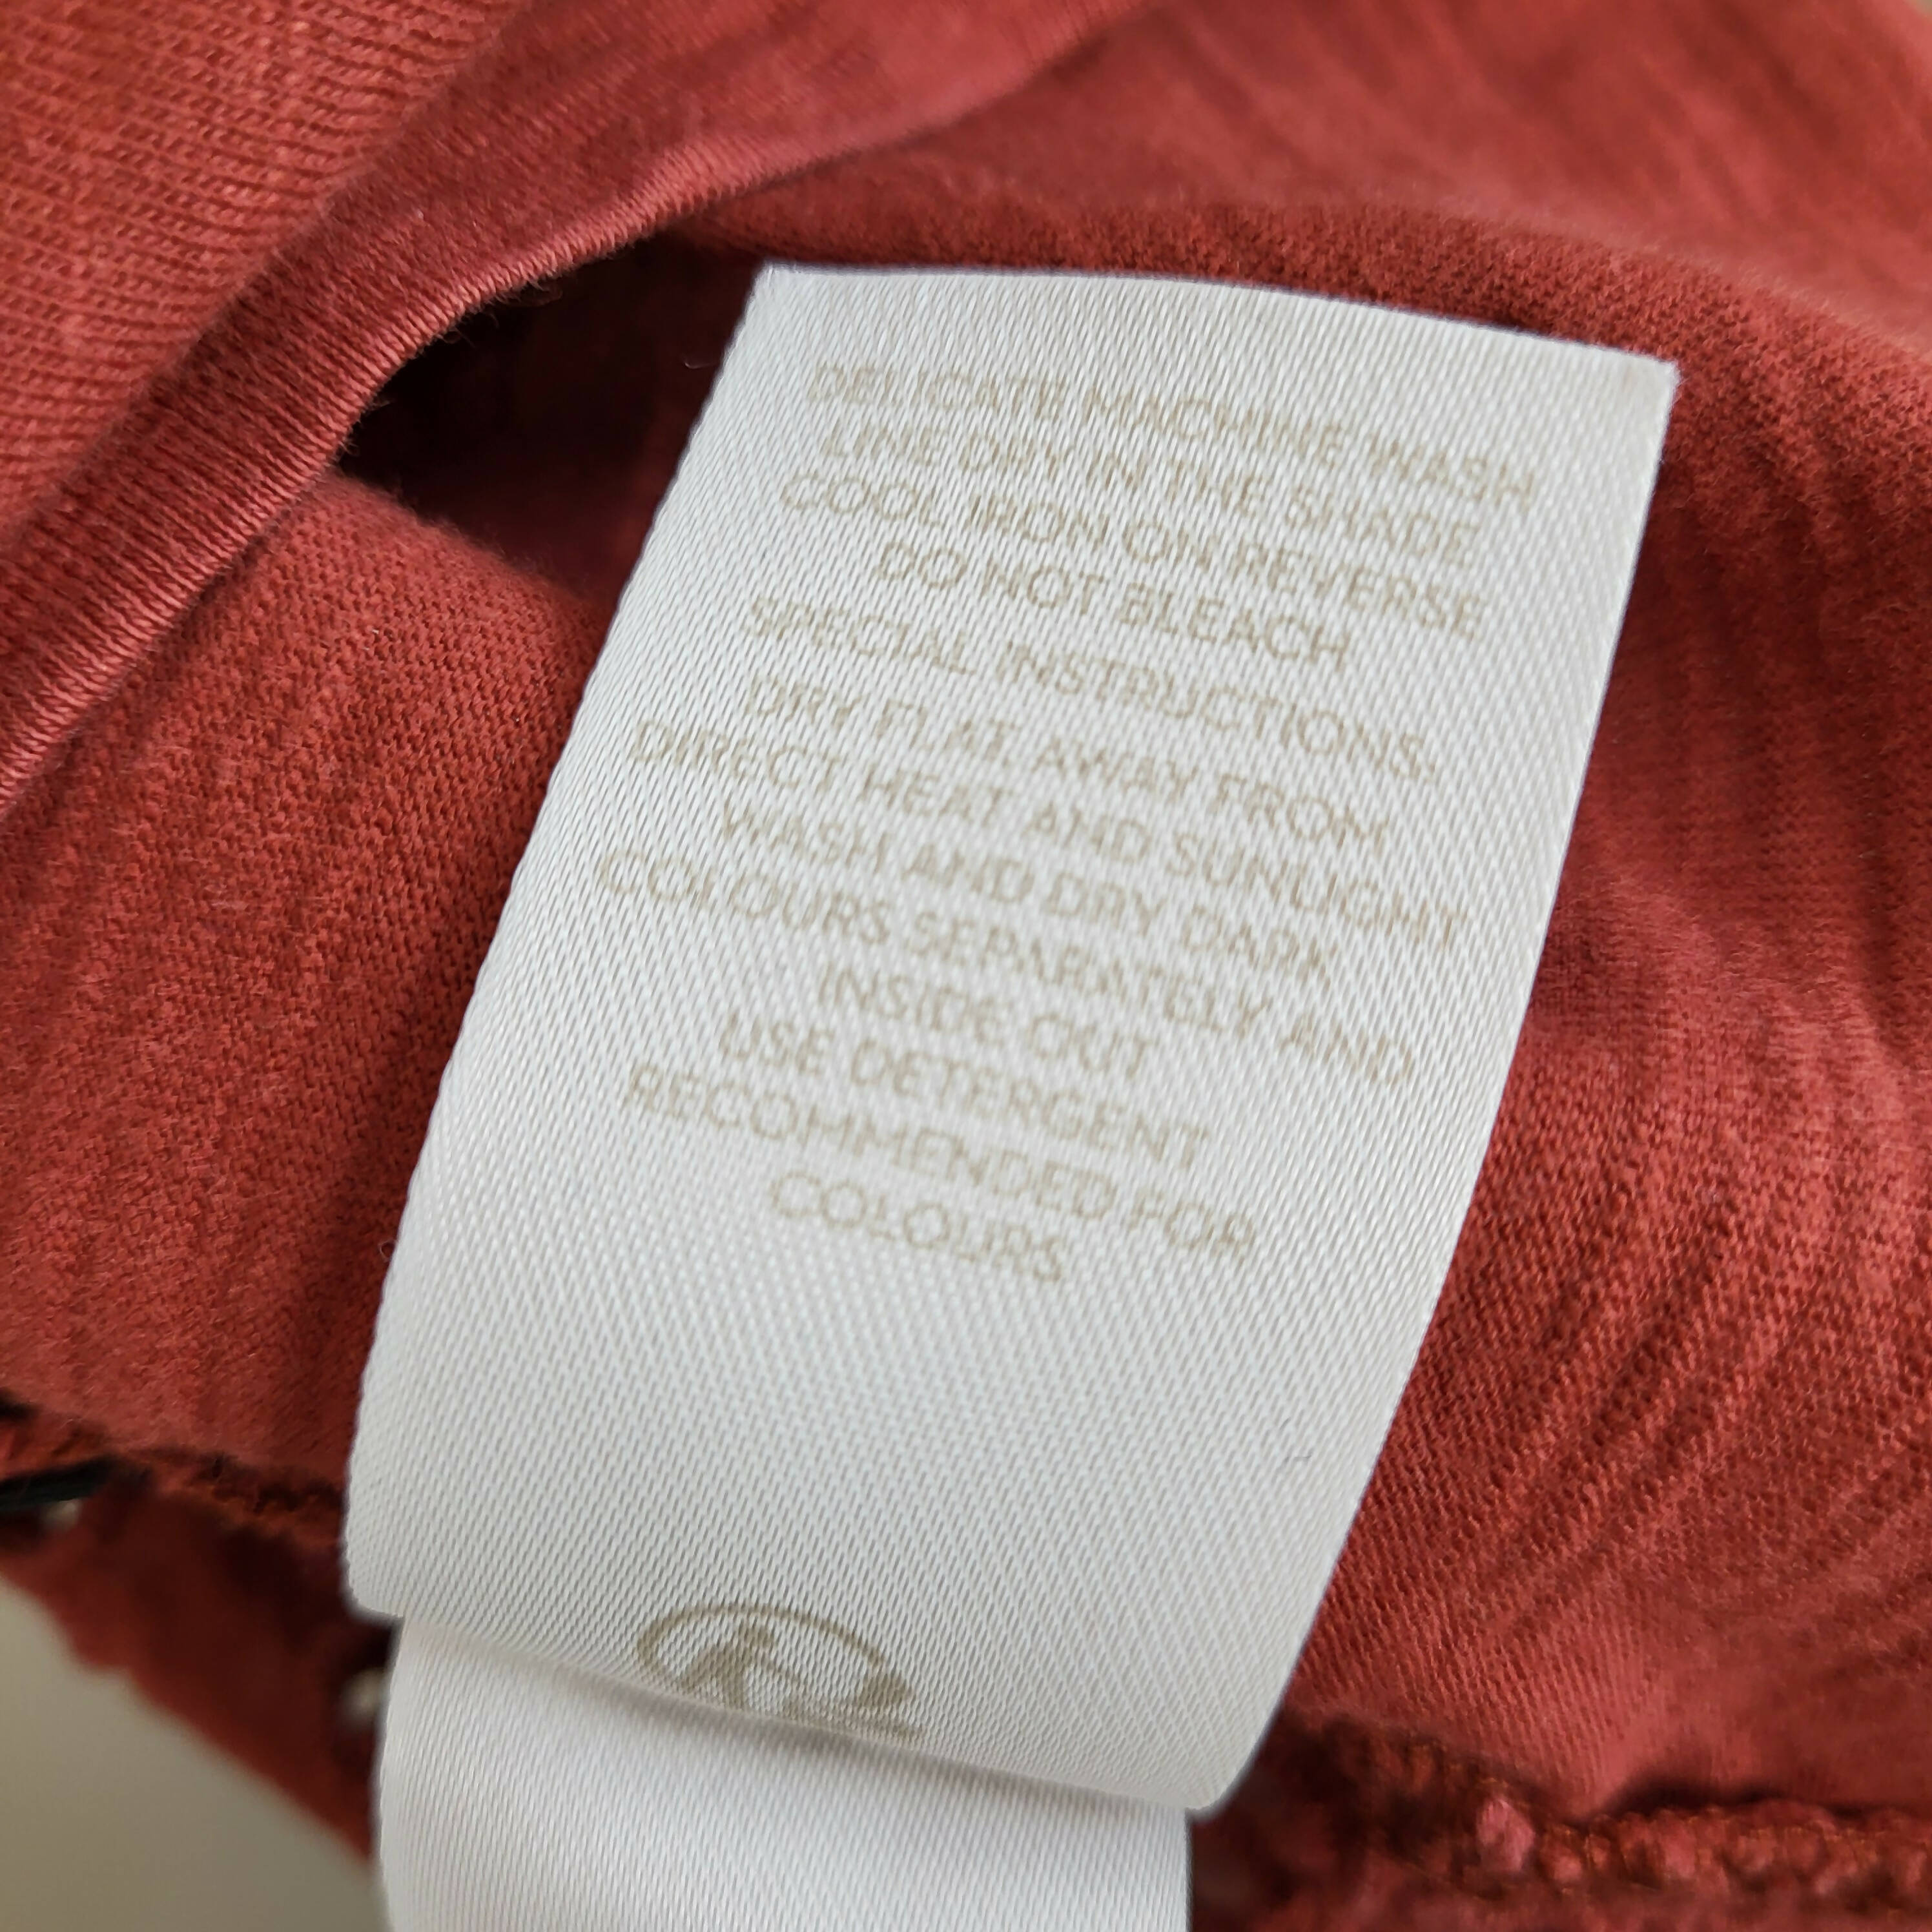 DELICATE MACHINE WASH
LINE DRY IN THE SHADE
COOL IRON ON REVERSE
DO NOT BLEACH
SPECIAL INSTRUCTIONS:
DRY FLAT AWAY FROM
DIRECT HEAT AND SUNLIGHT
WASH AND DRY DARK
COLOURS SEPARATELY AND
INSIDE OUT
USE DETERGENT
RECOMMENDED FOR
COLOURS